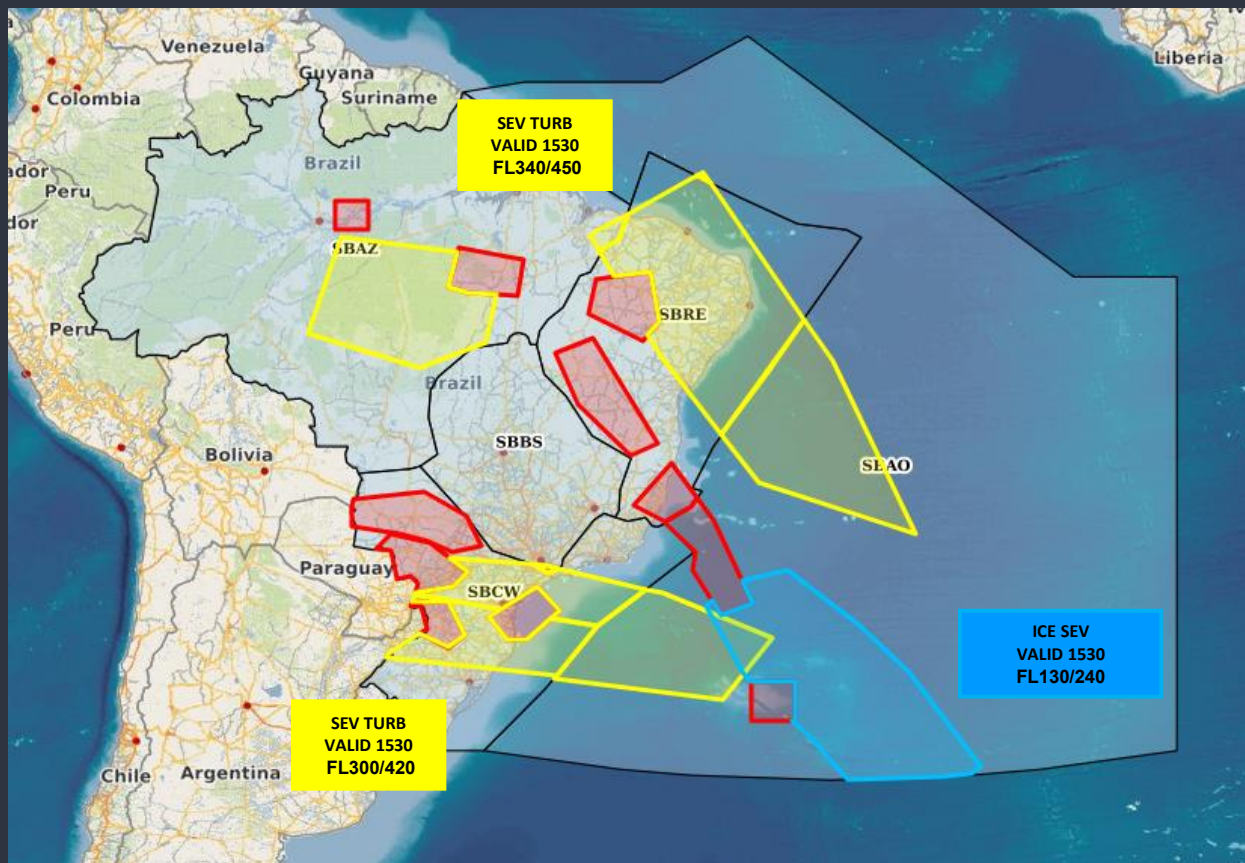 Venezuela
Guyana
Suriname
Colombia
Liberia
SEV TURB
VALID 1530
FL340/450
Brazil
ador
Peru
dor
SBAZ
SBRE
Peru
Brazil
SBBS
Bolivia
SBAO
Paraguay
SBCW
ICE SEV
VALID 1530
FL130/240
SEV TURB
VALID 1530
FL300/420
Chile
Argentina